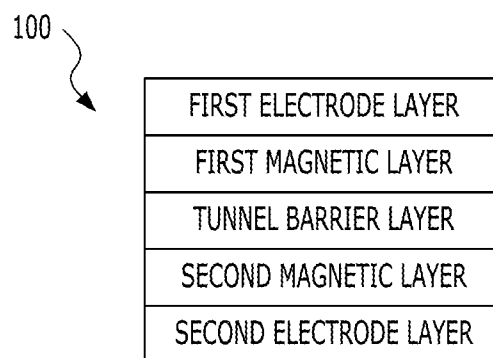 100
FIRST ELECTRODE LAYER
FIRST MAGNETIC LAYER
TUNNEL BARRIER LAYER
SECOND MAGNETIC LAYER
SECOND ELECTRODE LAYER